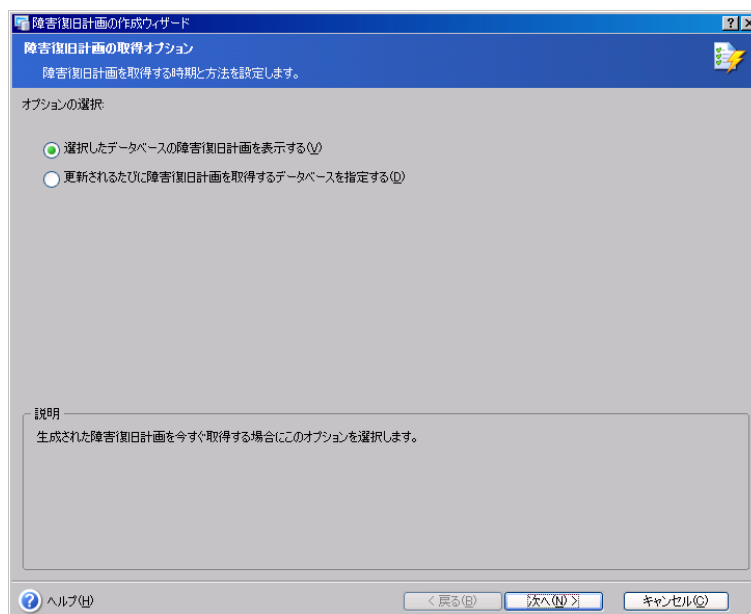 障害復旧計画の作成ウィザード
障害復旧計画の取得オプション
障害復旧計画を取得する時期と方法を設定します。
オプションの選択:
選択したデータベースの障害復旧計画を表示する(V)
更新されるたびに障害復旧計画を取得するデータベースを指定する(D)
説明
生成された障害復旧計画を今すぐ取得する場合にこのオプションを選択します。
ヘルプ(H)
< 戻る(B)
次へ(N) >
キャンセル(C)